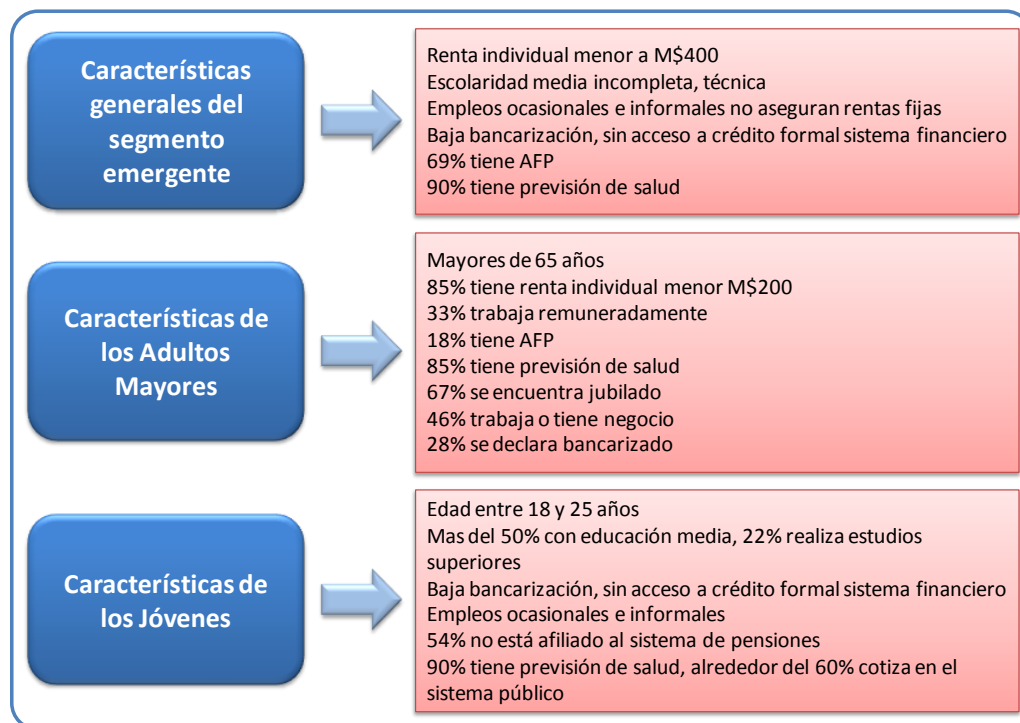 Características
generales del
segmento
emergente
Renta individual menor a M$400
Escolaridad media incompleta, técnica
Empleos ocasionales e informales no aseguran rentas fijas
Baja bancarización, sin acceso a crédito formal sistema financiero
69% tiene AFP
90% tiene previsión de salud
Características de
los Adultos
Mayores
Mayores de 65 años
85% tiene renta individual menor M$200
33% trabaja remuneradamente
18% tiene AFP
85% tiene previsión de salud
67% se encuentra jubilado
46% trabaja o tiene negocio
28% se declara bancarizado
Características de
los Jóvenes
Edad entre 18 y 25 años
Mas del 50% con educación media, 22% realiza estudios
superiores
Baja bancarización, sin acceso a crédito formal sistema financiero
Empleos ocasionales e informales
54% no está afiliado al sistema de pensiones
90% tiene previsión de salud, alrededor del 60% cotiza en el
sistema público